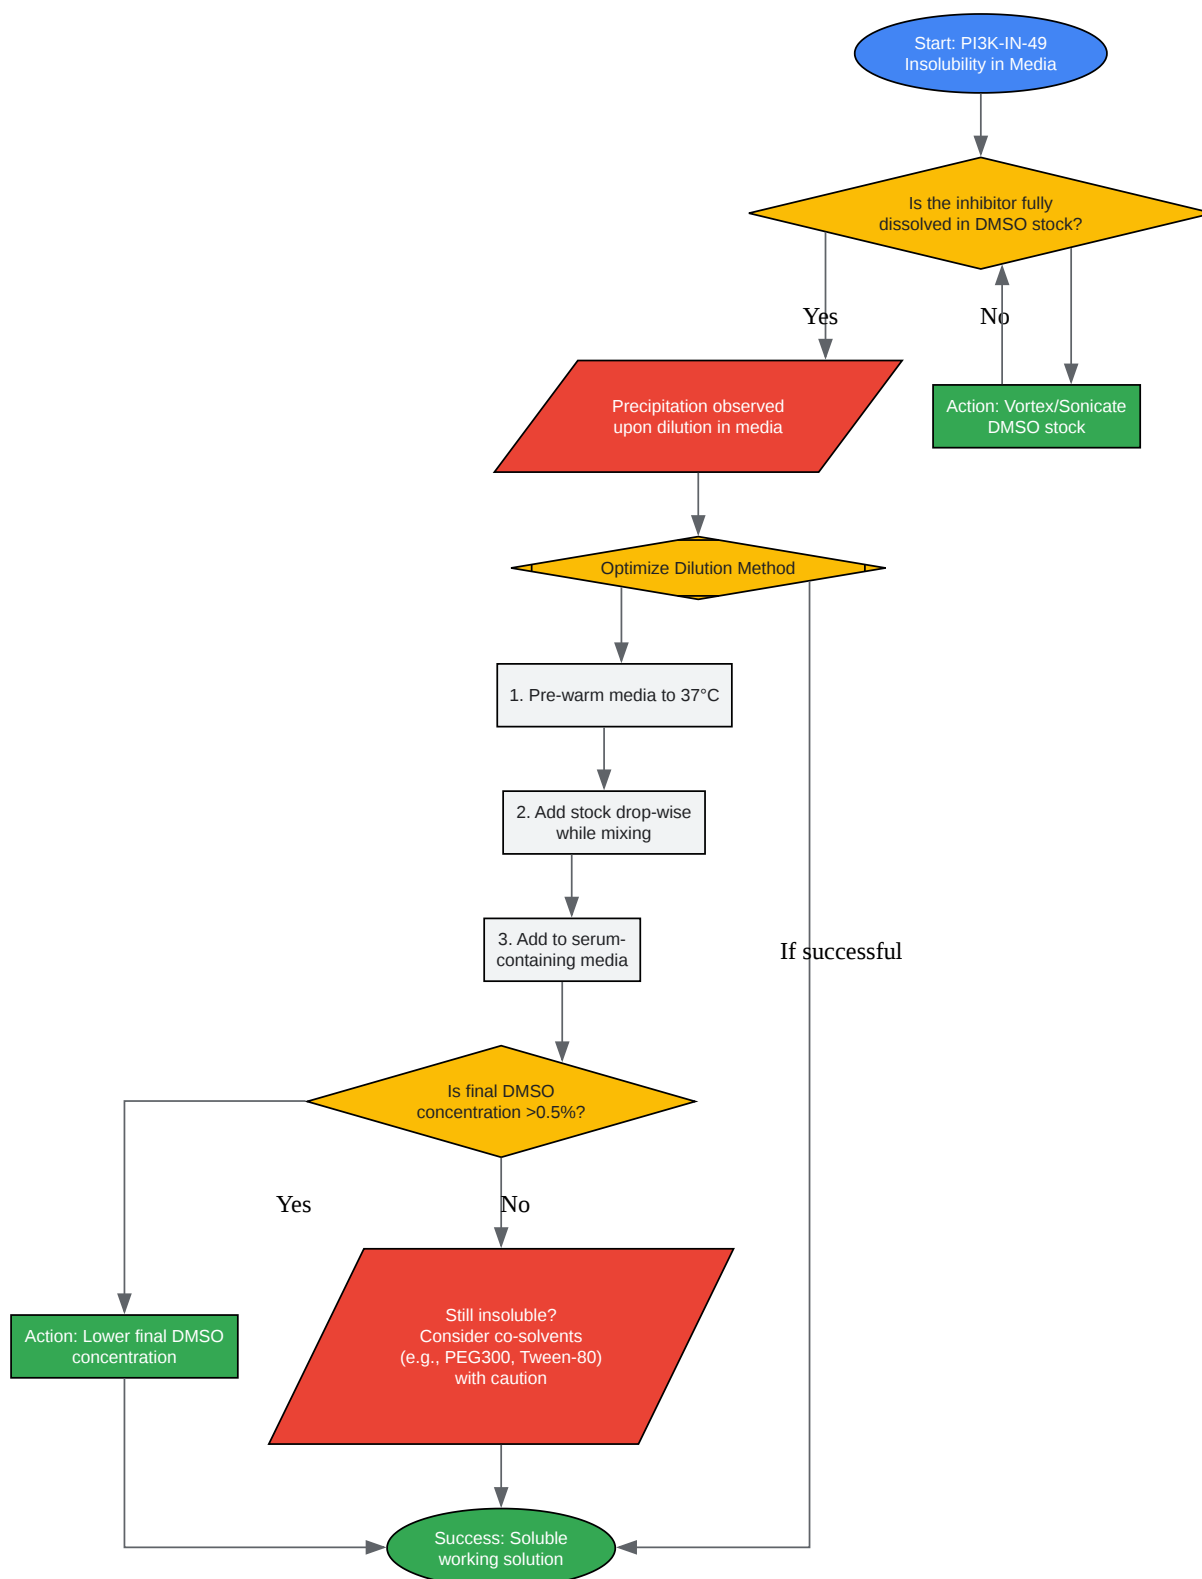 Start: PI3K-IN-49
Insolubility in Media
Is the inhibitor fully
dissolved in DMSO stock?
Yes
No
Precipitation observed
upon dilution in media
Action: Vortex/Sonicate
DMSO stock
Optimize Dilution Method
1. Pre-warm media to 37°C
2. Add stock drop-wise
while mixing
3. Add to serum-
containing media
If successful
Is final DMSO
concentration >0.5%?
Yes
No
Action: Lower final DMSO
concentration
Still insoluble?
Consider co-solvents
(e.g., PEG300, Tween-80)
with caution
Success: Soluble
working solution